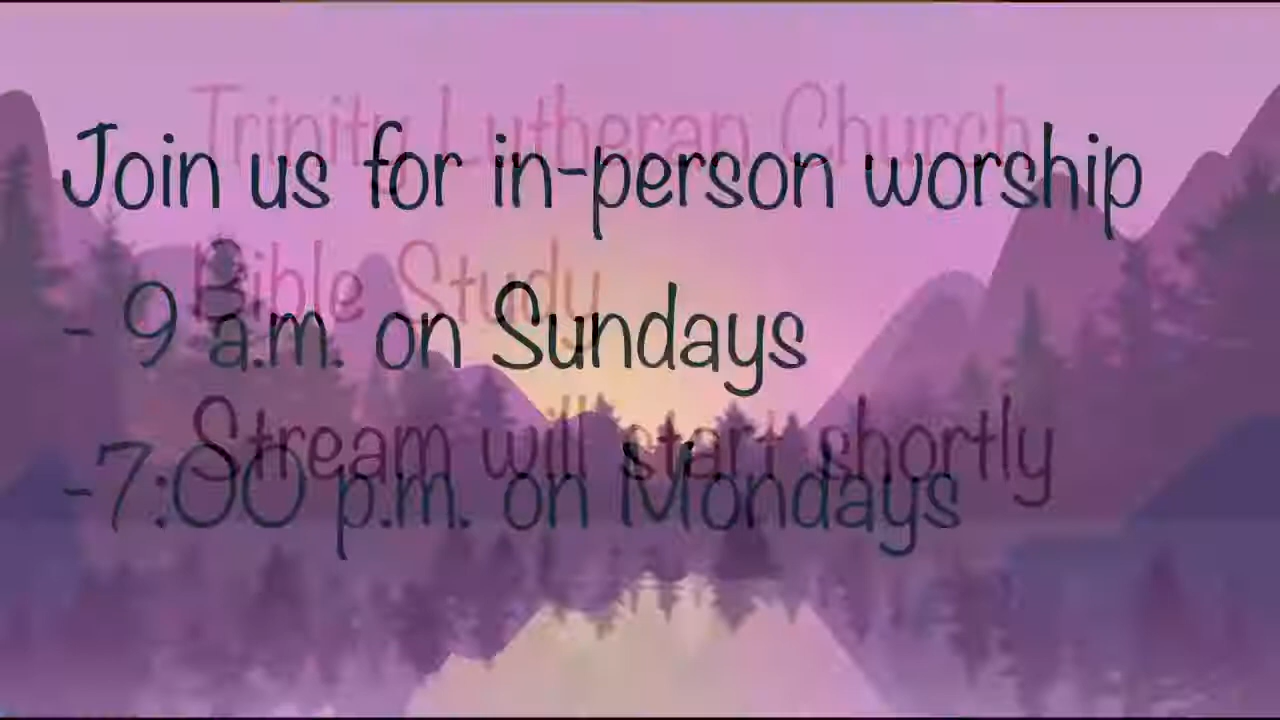 Trinity Lutheran Church
Join us for in-person worship
Bible Study
- 9 a.m. on Sundays
Stream will start shortly
-7:00 p.m. on Mondays